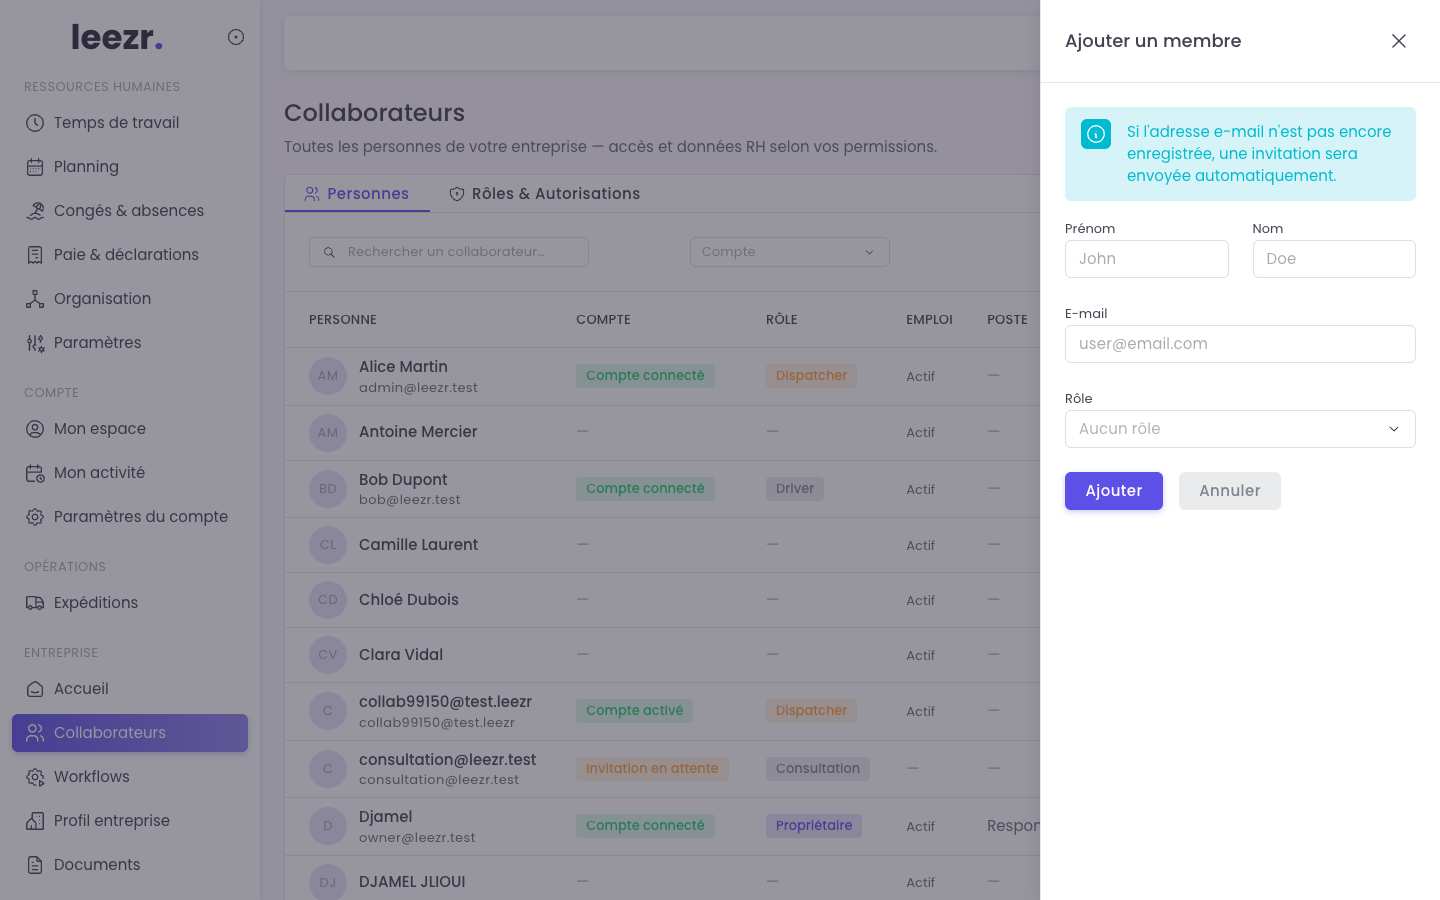 leezr.
RESSOURCES HUMAINES
Temps de travail
Planning
Congés & absences
Paie & déclarations
Organisation
Paramètres
COMPTE
Mon espace
Mon activité
Paramètres du compte
OPÉRATIONS
Expéditions
ENTREPRISE
Accueil
Collaborateurs
Workflows
Profil entreprise
Documents
Collaborateurs
Toutes les personnes de votre entreprise — accès et données RH selon vos permissions.
Personnes Rôles & Autorisations
Rechercher un collaborateur… Compte
PERSONNE COMPTE RÔLE EMPLOI POSTE
AM Alice Martin Compte connecté Dispatcher Actif —
admin@leezr.test
AM Antoine Mercier — — Actif —
BD Bob Dupont Compte connecté Driver Actif —
bob@leezr.test
CL Camille Laurent — — Actif —
CD Chloé Dubois — — Actif —
CV Clara Vidal — — Actif —
C collab99150@test.leezr Compte activé Dispatcher Actif —
collab99150@test.leezr
C consultation@leezr.test Invitation en attente Consultation — —
consultation@leezr.test
D Djamel Compte connecté Propriétaire Actif Respon
owner@leezr.test
DJ DJAMEL JLIOUI — — Actif —
Ajouter un membre
Si l'adresse e-mail n'est pas encore
enregistrée, une invitation sera
envoyée automatiquement.
Prénom Nom
John Doe
E-mail
user@email.com
Rôle
Aucun rôle
Ajouter Annuler